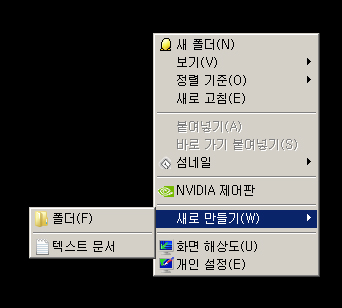 새 폴더(N)
보기(V)
정렬 기준(O)
새로 고침(E)
붙여넣기(A)
바로 가기 붙여넣기(S)
섬네일
NVIDIA 제어판
새로 만들기(W)
폴더(F)
텍스트 문서
화면 해상도(U)
개인 설정(E)